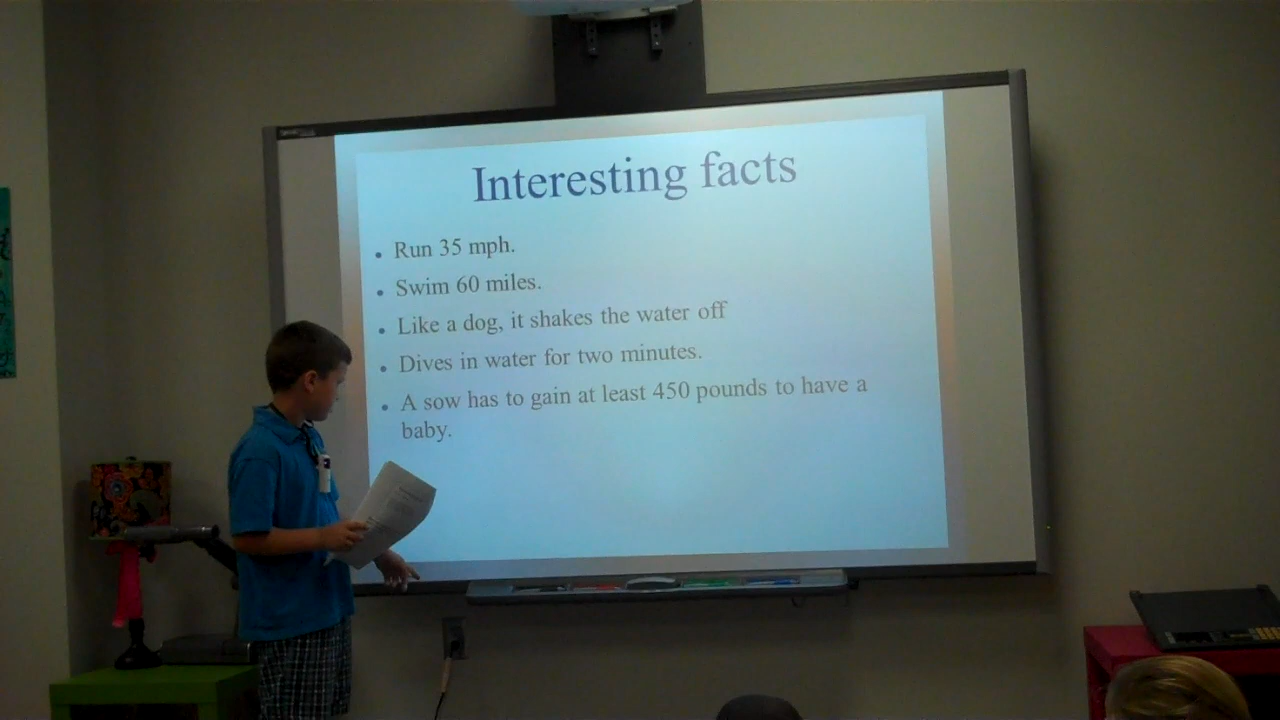 Interesting facts
• Run 35 mph.
• Swim 60 miles.
• Like a dog, it shakes the water off
• Dives in water for two minutes.
• A sow has to gain at least 450 pounds to have a
baby.